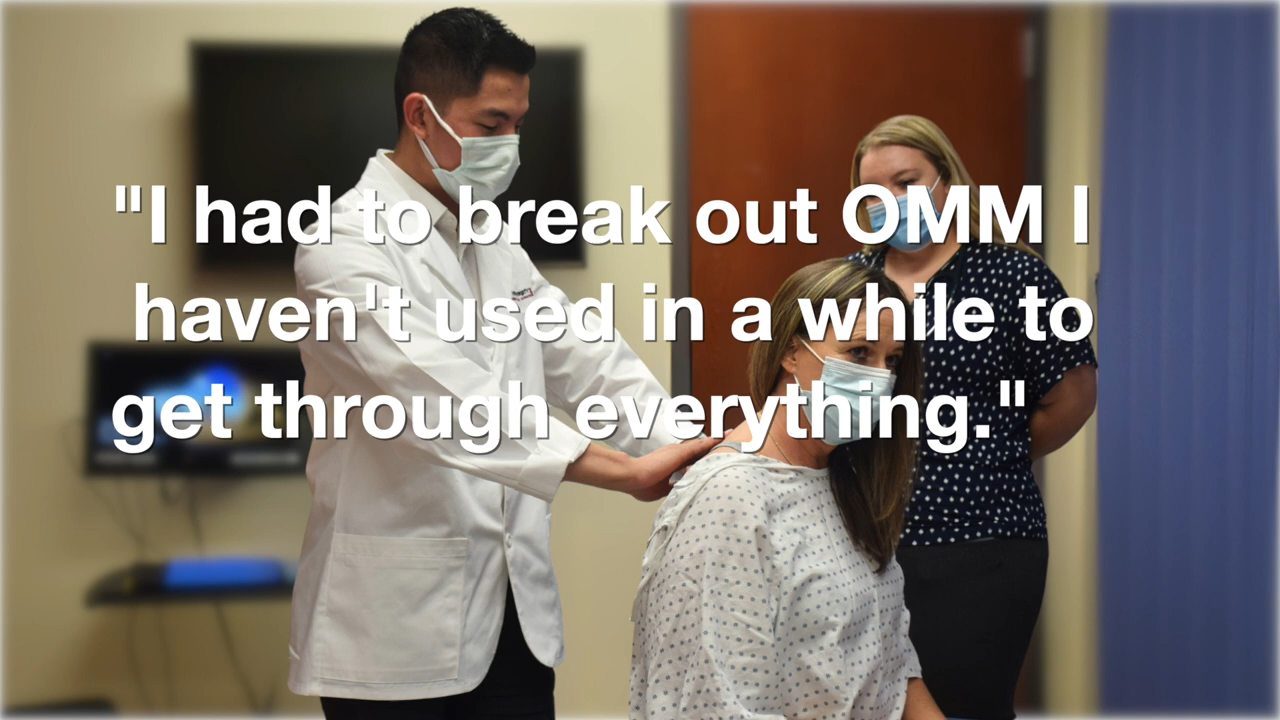 "I had to break out OMM I
haven't used in a while to
get through everything."